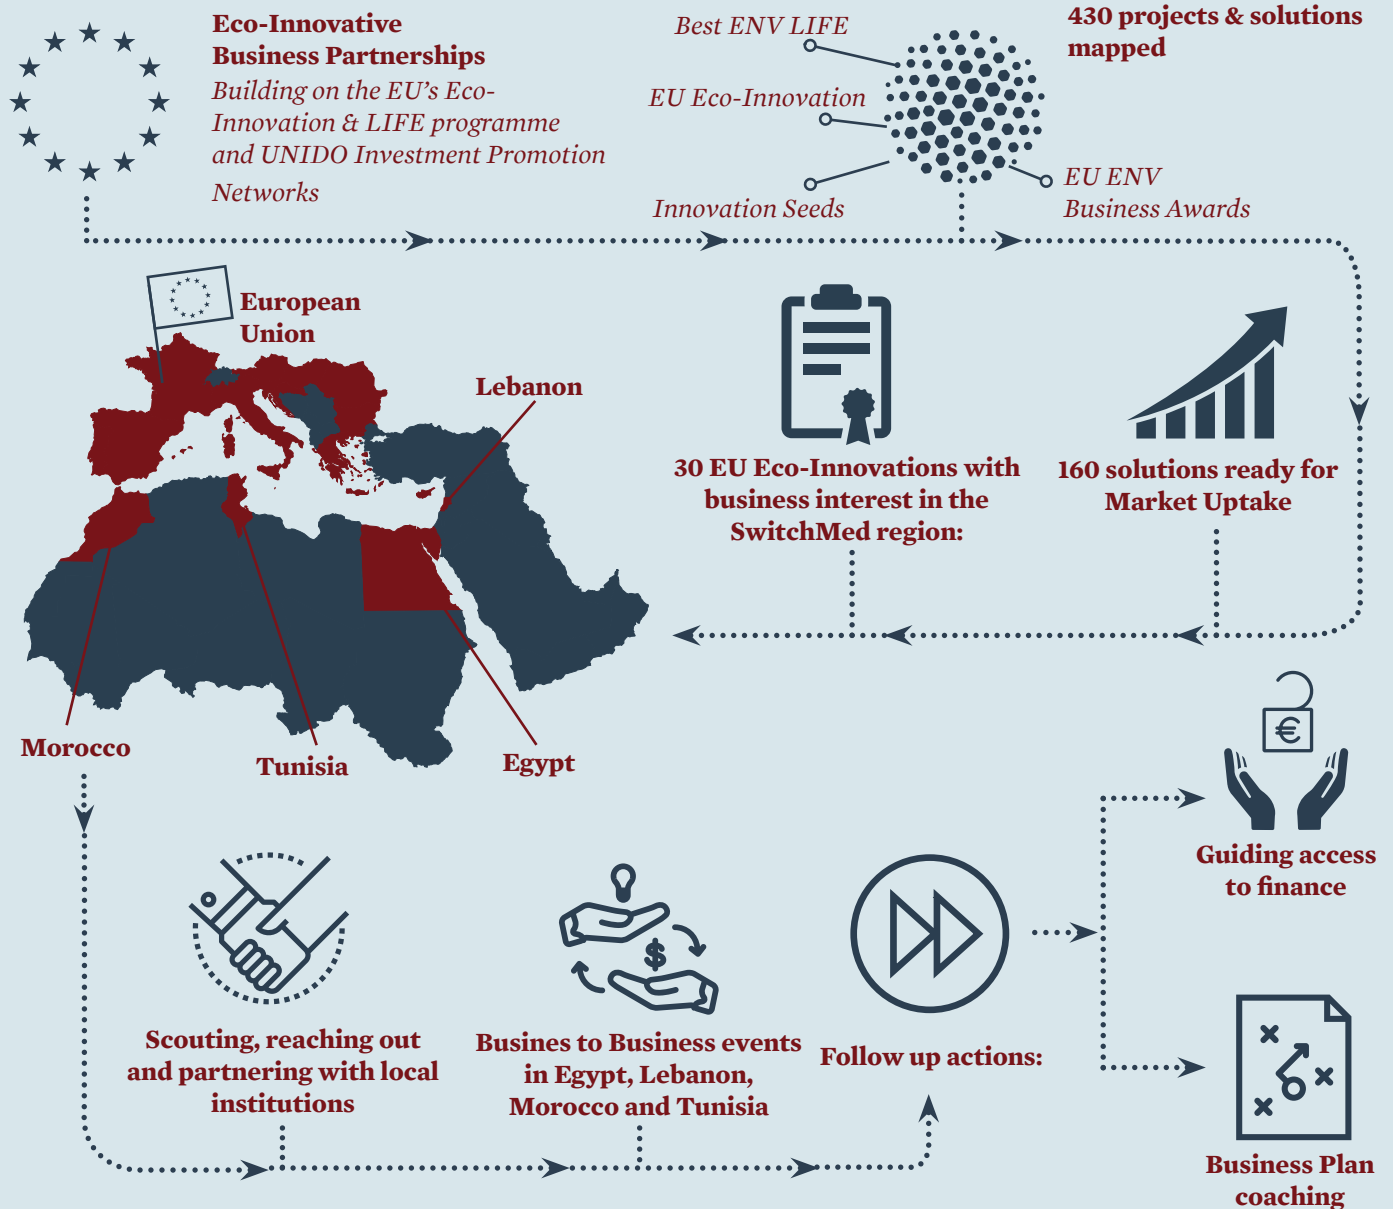 Eco-Innovative
Business Partnerships
Building on the EU's Eco-
Innovation & LIFE programme
and UNIDO Investment Promotion
Networks
Best ENV LIFE
EU Eco-Innovation
Innovation Seeds
EU ENV
Business Awards
430 projects & solutions
mapped
European
Union
Lebanon
30 EU Eco-Innovations with
business interest in the
SwitchMed region:
160 solutions ready for
Market Uptake
Morocco
Tunisia
Egypt
€
Guiding access
to finance
$
Scouting, reaching out
and partnering with local
institutions
Busines to Business events
in Egypt, Lebanon,
Morocco and Tunisia
Follow up actions:
Business Plan
coaching